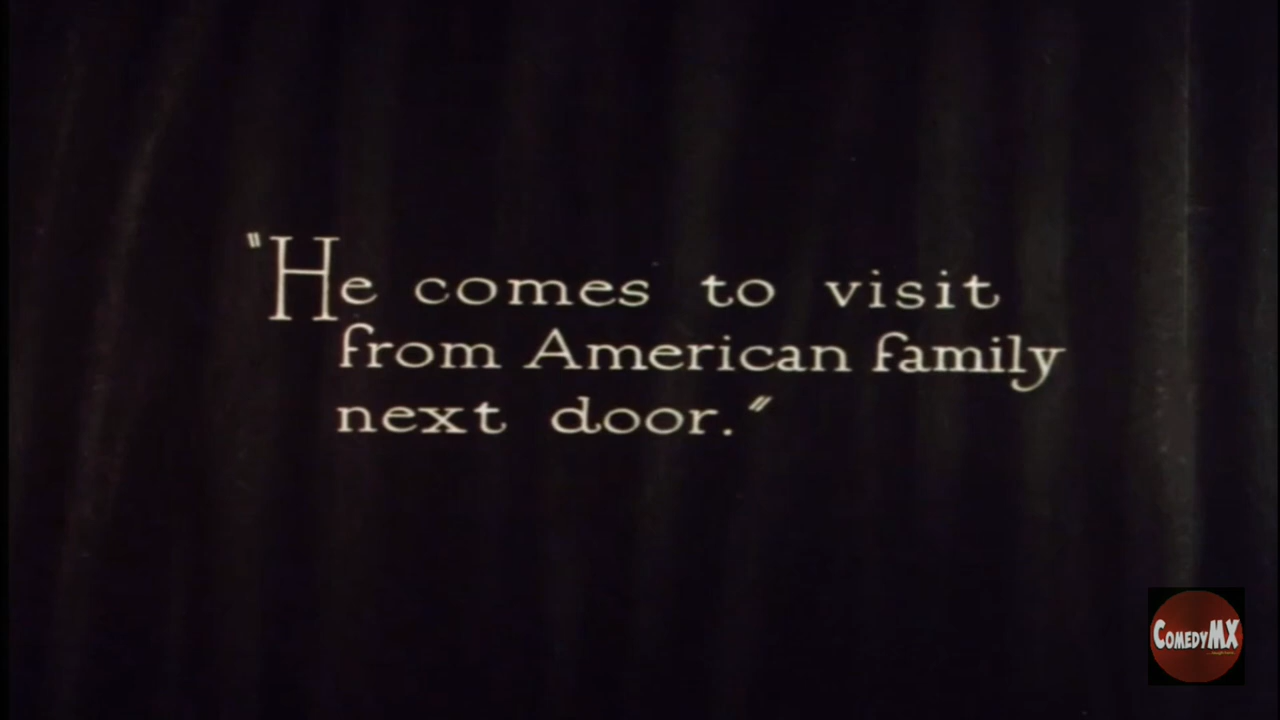 "He comes to visit
from American family
next door."
COMEDYMX